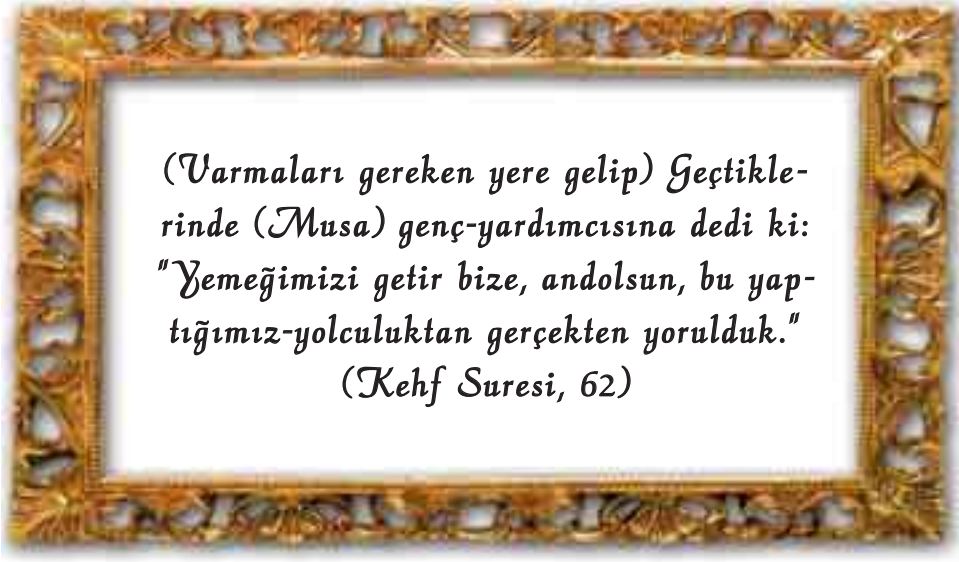 (Varmaları gereken yere gelip) Geçtikle-
rinde (Musa) genç-yardımcısına dedi ki:
"Yemeğimizi getir bize, andolsun, bu yap-
tığımız-yolculuktan gerçekten yorulduk."
(Kehf Suresi, 62)